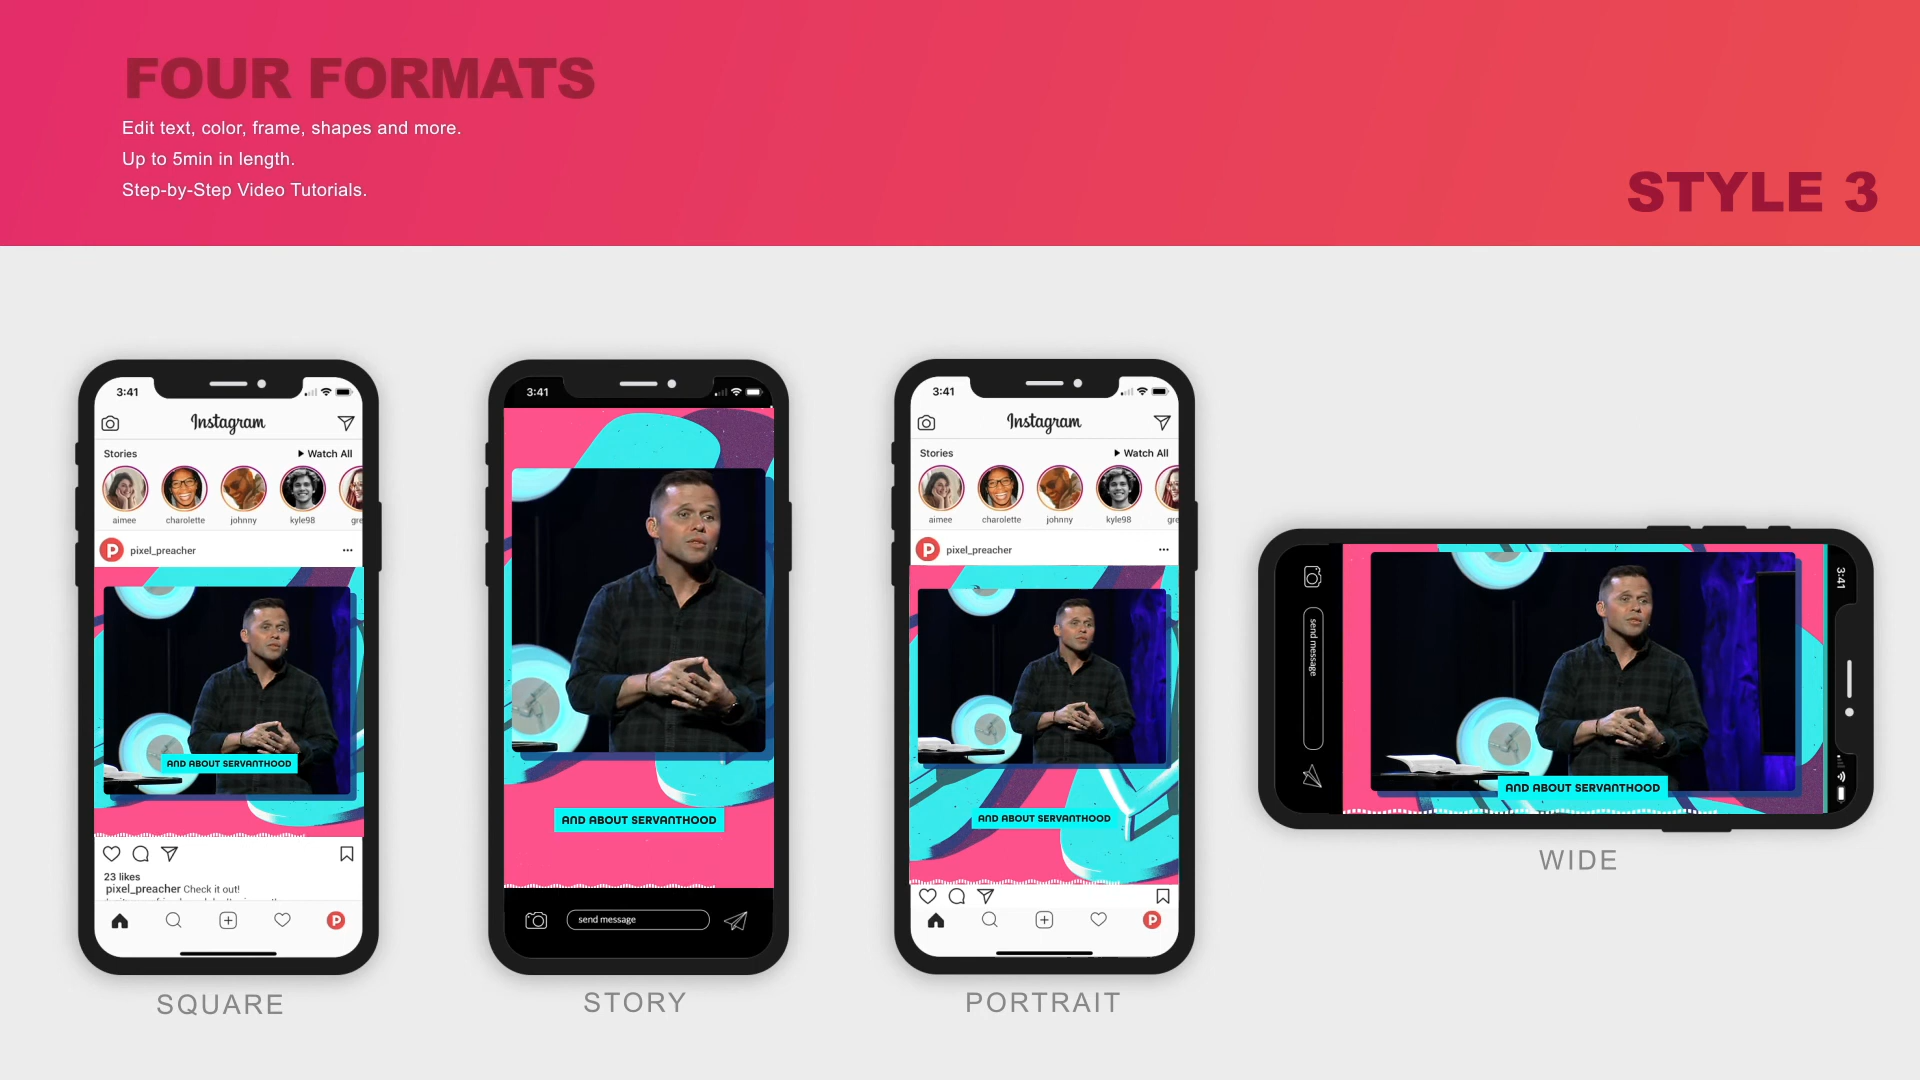 FOUR FORMATS
Edit text, color, frame, shapes and more.
Up to 5min in length.
Step-by-Step Video Tutorials.
STYLE 3
3:41
Instagram
Stories
Watch All
aimee
charolette
johnny
kyle98
gre
P pixel_preacher
AND ABOUT SERVANTHOOD
23 likes
pixel_preacher Check it out!
P
SQUARE
3:41
AND ABOUT SERVANTHOOD
send message
STORY
3:41
Instagram
Stories
Watch All
aimee
charolette
johnny
kyle98
gre
P pixel_preacher
AND ABOUT SERVANTHOOD
P
PORTRAIT
3:41
send message
AND ABOUT SERVANTHOOD
WIDE